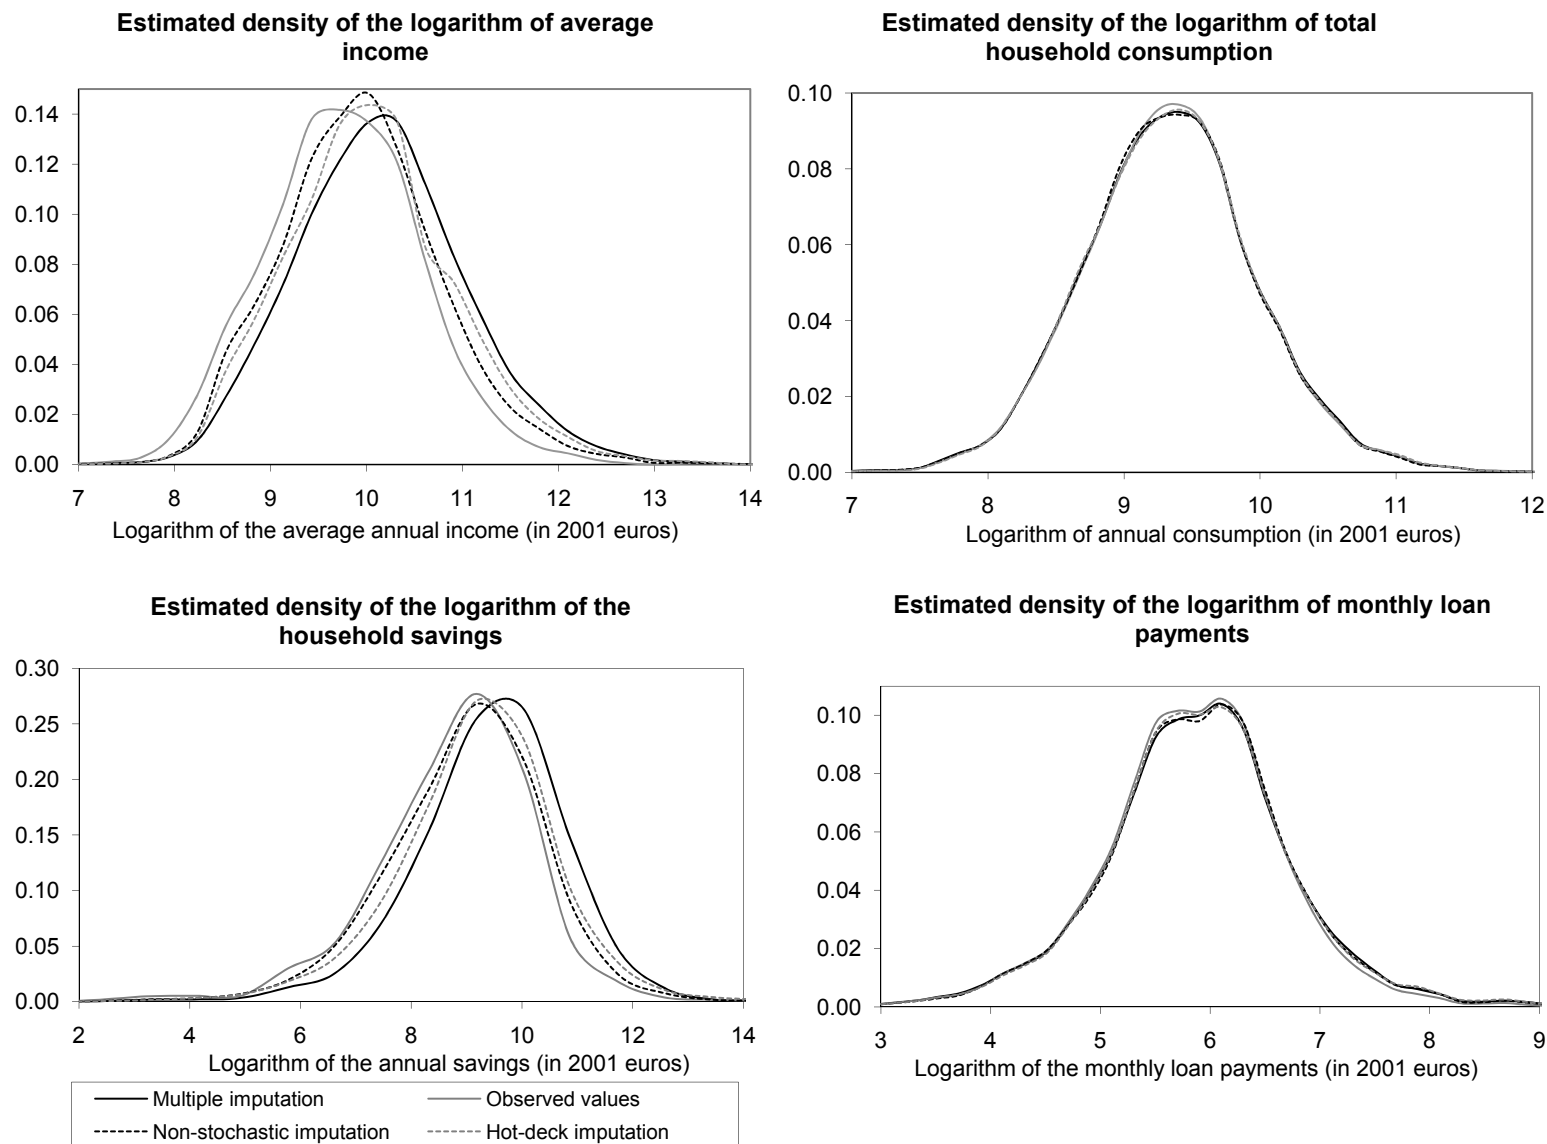 Estimated density of the logarithm of average
income
0.14
0.12
0.10
0.08
0.06
0.04
0.02
0.00
7 8 9 10 11 12 13 14
Logarithm of the average annual income (in 2001 euros)
Estimated density of the logarithm of total
household consumption
0.10
0.08
0.06
0.04
0.02
0.00
7 8 9 10 11 12
Logarithm of annual consumption (in 2001 euros)
Estimated density of the logarithm of the
household savings
0.30
0.25
0.20
0.15
0.10
0.05
0.00
2 4 6 8 10 12 14
Logarithm of the annual savings (in 2001 euros)
Estimated density of the logarithm of monthly loan
payments
0.10
0.08
0.06
0.04
0.02
0.00
3 4 5 6 7 8 9
Logarithm of the monthly loan payments (in 2001 euros)
Multiple imputation Observed values
Non-stochastic imputation Hot-deck imputation